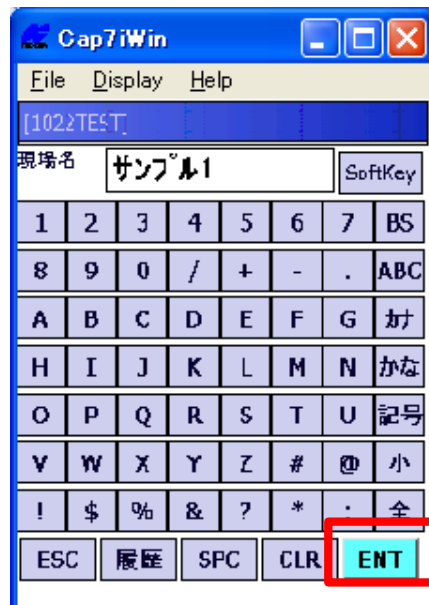 Cap7iWin
File Display Help
[1022TEST]
現場名 サンプル1 SoftKey
1 2 3 4 5 6 7 BS
8 9 0 / + - . ABC
A B C D E F G カナ
H I J K L M N かな
O P Q R S T U 記号
V W X Y Z # @ 小
! $ % & ? * : 全
ESC 履歴 SPC CLR ENT